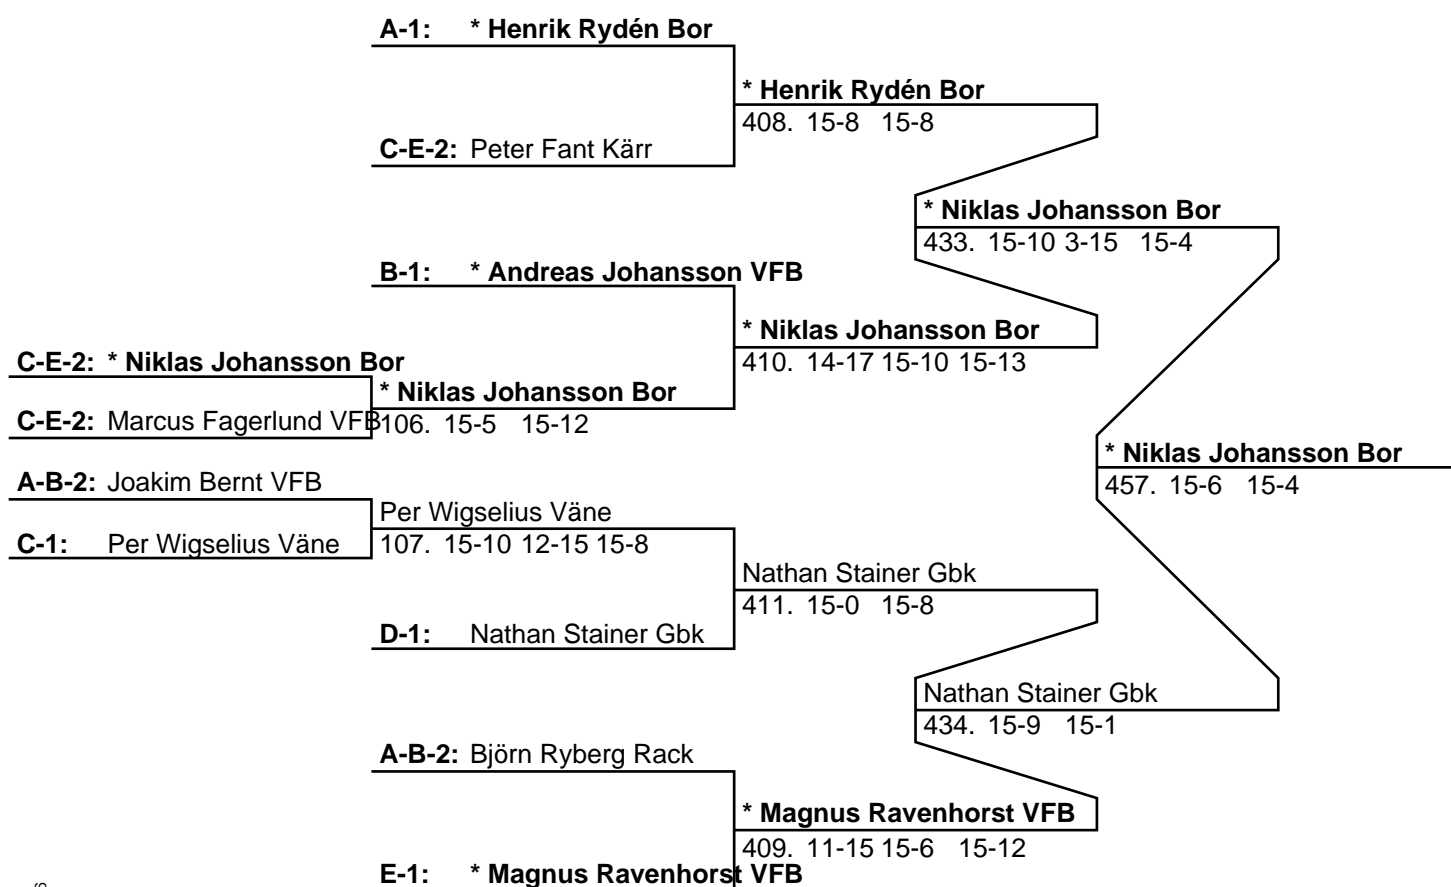 A-1: * Henrik Rydén Bor
* Henrik Rydén Bor
408. 15-8 15-8
C-E-2: Peter Fant Kärr
* Niklas Johansson Bor
433. 15-10 3-15 15-4
B-1: * Andreas Johansson VFB
* Niklas Johansson Bor
410. 14-17 15-10 15-13
C-E-2: * Niklas Johansson Bor
* Niklas Johansson Bor
106. 15-5 15-12
C-E-2: Marcus Fagerlund VFB
* Niklas Johansson Bor
457. 15-6 15-4
A-B-2: Joakim Bernt VFB
Per Wigselius Väne
107. 15-10 12-15 15-8
C-1: Per Wigselius Väne
Nathan Stainer Gbk
411. 15-0 15-8
D-1: Nathan Stainer Gbk
Nathan Stainer Gbk
434. 15-9 15-1
A-B-2: Björn Ryberg Rack
* Magnus Ravenhorst VFB
409. 11-15 15-6 15-12
E-1: * Magnus Ravenhorst VFB